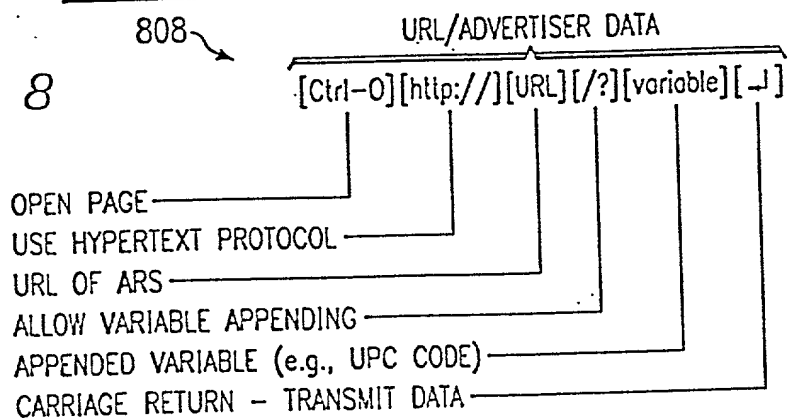 808
URL/ADVERTISER DATA
8
[Ctrl-O][http://][URL][/?][variable][↵]
OPEN PAGE
USE HYPERTEXT PROTOCOL
URL OF ARS
ALLOW VARIABLE APPENDING
APPENDED VARIABLE (e.g., UPC CODE)
CARRIAGE RETURN - TRANSMIT DATA